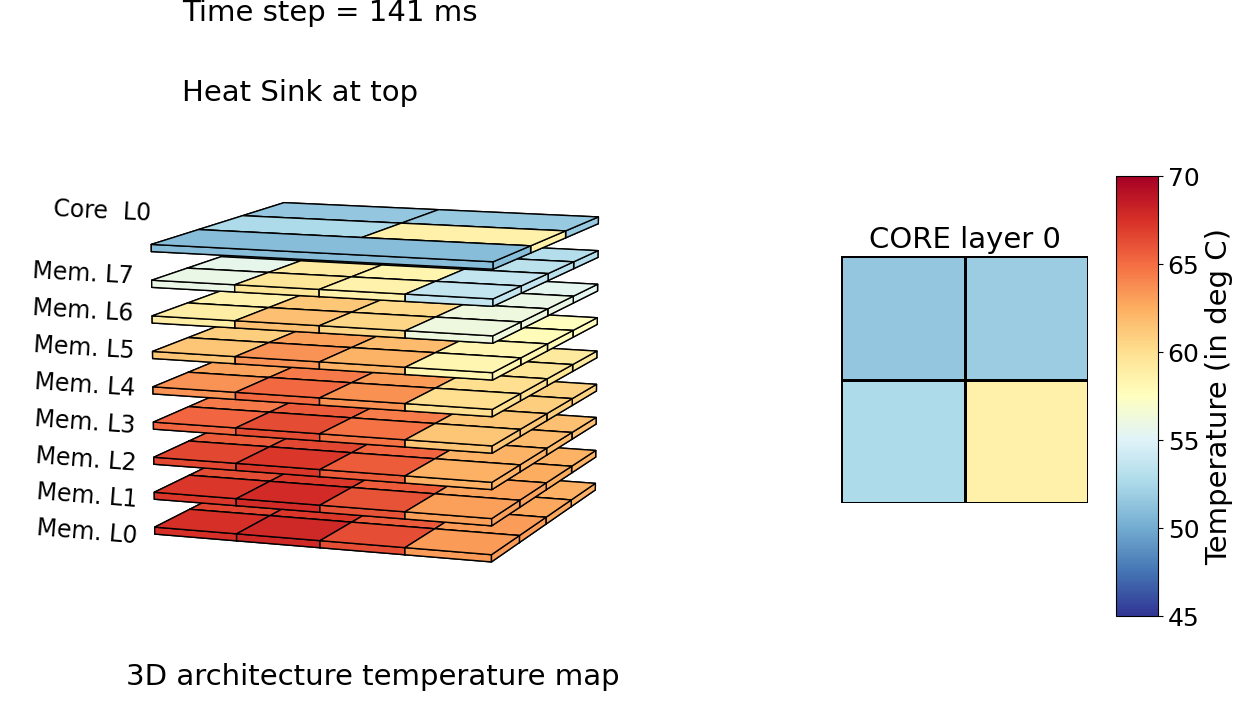 Time step = 141 ms
Heat Sink at top
Core  L0
Mem. L7
Mem. L6
Mem. L5
Mem. L4
Mem. L3
Mem. L2
Mem. L1
Mem. L0
3D architecture temperature map
CORE layer 0
70
65
60
55
50
45
Temperature (in deg C)